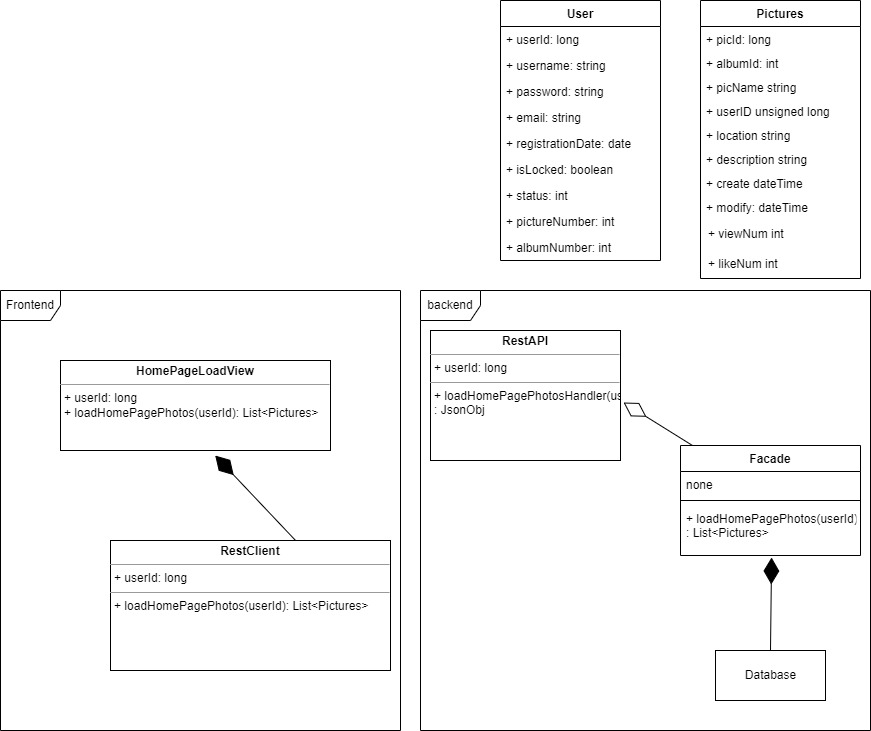 User
+ userId: long
+ username: string
+ password: string
+ email: string
+ registrationDate: date
+ isLocked: boolean
+ status: int
+ pictureNumber: int
+ albumNumber: int
Pictures
+ picId: long
+ albumId: int
+ picName string
+ userID unsigned long
+ location string
+ description string
+ create dateTime
+ modify: dateTime
+ viewNum int
+ likeNum int
Frontend
HomePageLoadView
+ userId: long
+ loadHomePagePhotos(userId): List<Pictures>
RestClient
+ userId: long
+ loadHomePagePhotos(userId): List<Pictures>
backend
RestAPI
+ userId: long
+ loadHomePagePhotosHandler(us
: JsonObj
Facade
none
+ loadHomePagePhotos(userId)
: List<Pictures>
Database